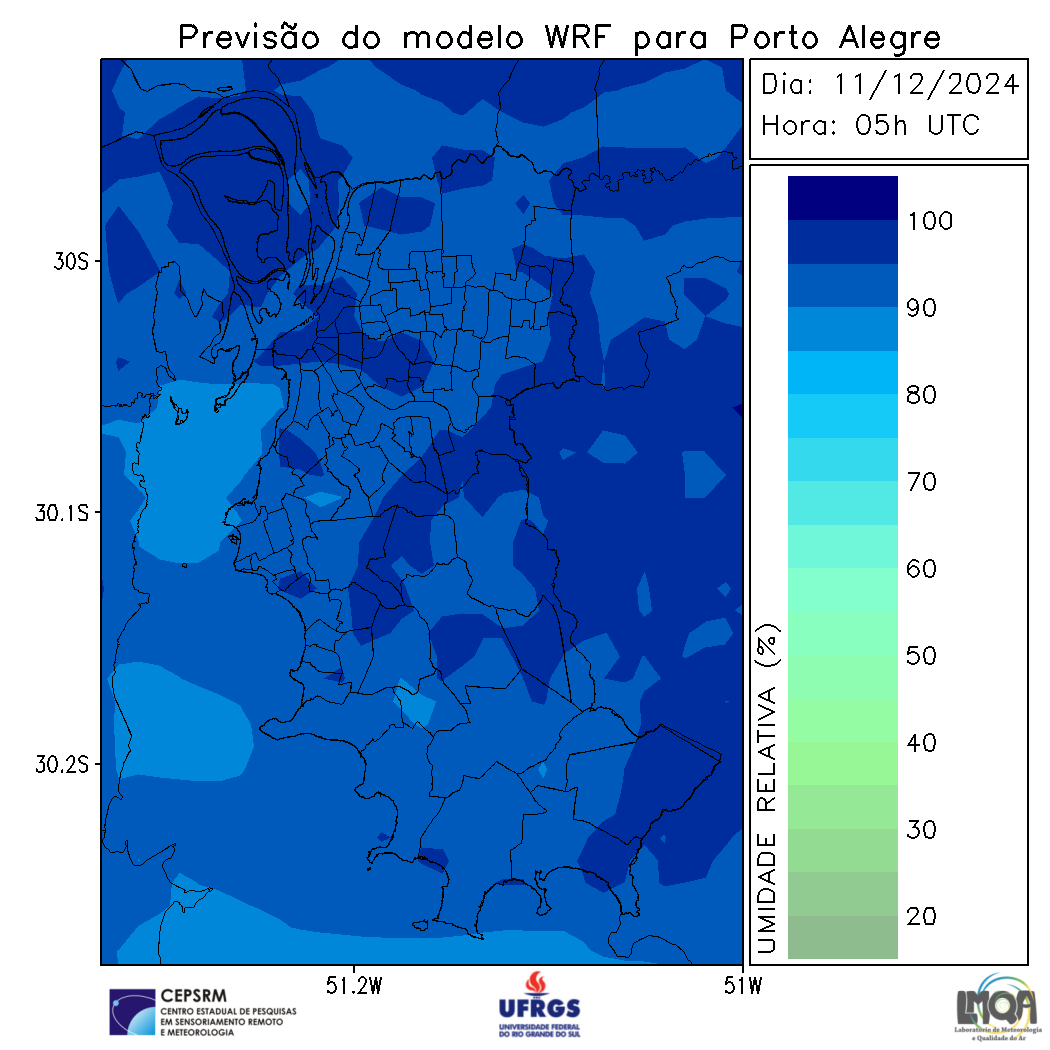 Previsão do modelo WRF para Porto Alegre
Dia: 11/12/2024
Hora: 05h UTC
30S
30.1S
30.2S
51.2W
51W
UMIDADE RELATIVA (%)
100
90
80
70
60
50
40
30
20
CEPSRM
CENTRO ESTADUAL DE PESQUISAS
EM SENSORIAMENTO REMOTO
E METEOROLOGIA
UFRGS
UNIVERSIDADE FEDERAL
DO RIO GRANDE DO SUL
LMQA
Laboratório de Meteorologia
e Qualidade do Ar